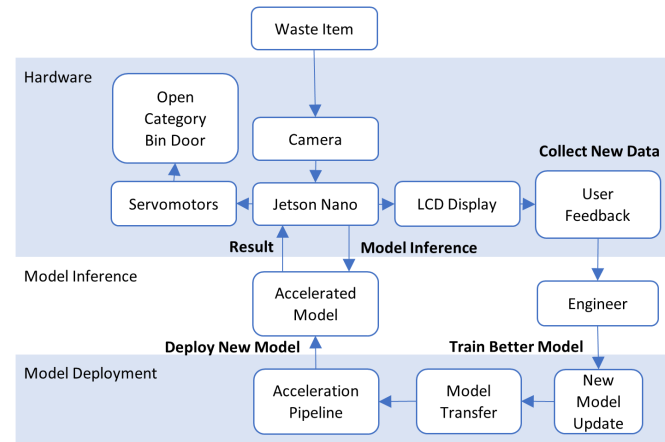 Waste Item
Hardware
Open
Category
Bin Door
Camera
Collect New Data
Servomotors
Jetson Nano
LCD Display
User
Feedback
Result
Model Inference
Model Inference
Accelerated
Model
Engineer
Deploy New Model
Train Better Model
Model Deployment
Acceleration
Pipeline
Model
Transfer
New
Model
Update